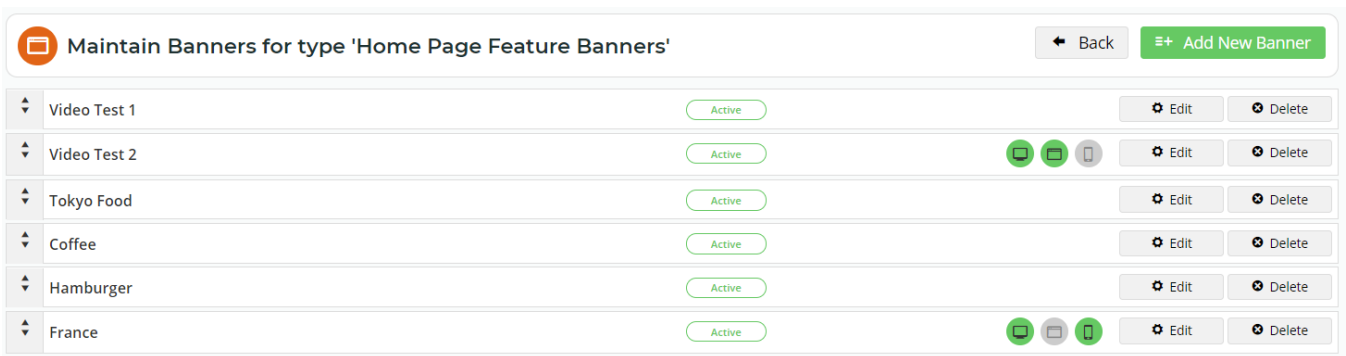 Maintain Banners for type 'Home Page Feature Banners' Back Add New Banner
Video Test 1 Active Edit Delete
Video Test 2 Active Edit Delete
Tokyo Food Active Edit Delete
Coffee Active Edit Delete
Hamburger Active Edit Delete
France Active Edit Delete